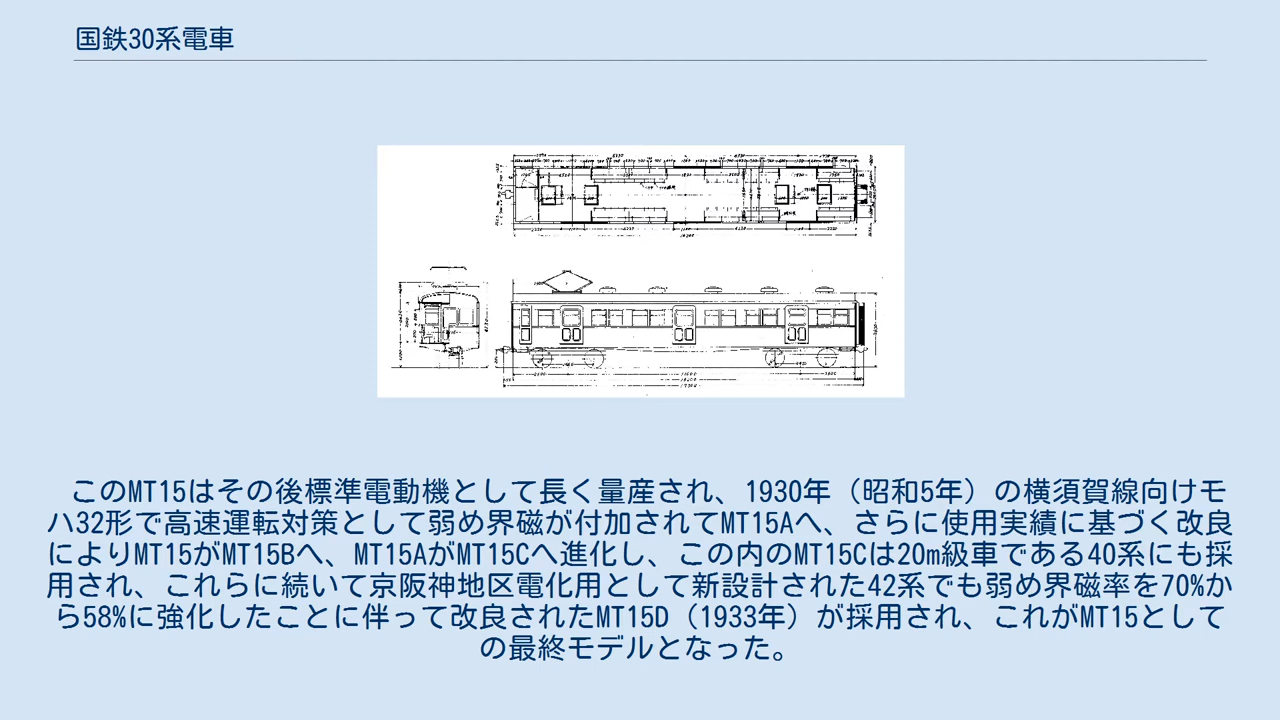 国鉄30系電車
このMT15はその後標準電動機として長く量産され、1930年（昭和5年）の横須賀線向けモ
ハ32形で高速運転対策として弱め界磁が付加されてMT15Aへ、さらに使用実績に基づく改良
によりMT15がMT15Bへ、MT15AがMT15Cへ進化し、この内のMT15Cは20m級車である40系にも採
用され、これらに続いて京阪神地区電化用として新設計された42系でも弱め界磁率を70%か
ら58%に強化したことに伴って改良されたMT15D（1933年）が採用され、これがMT15として
の最終モデルとなった。